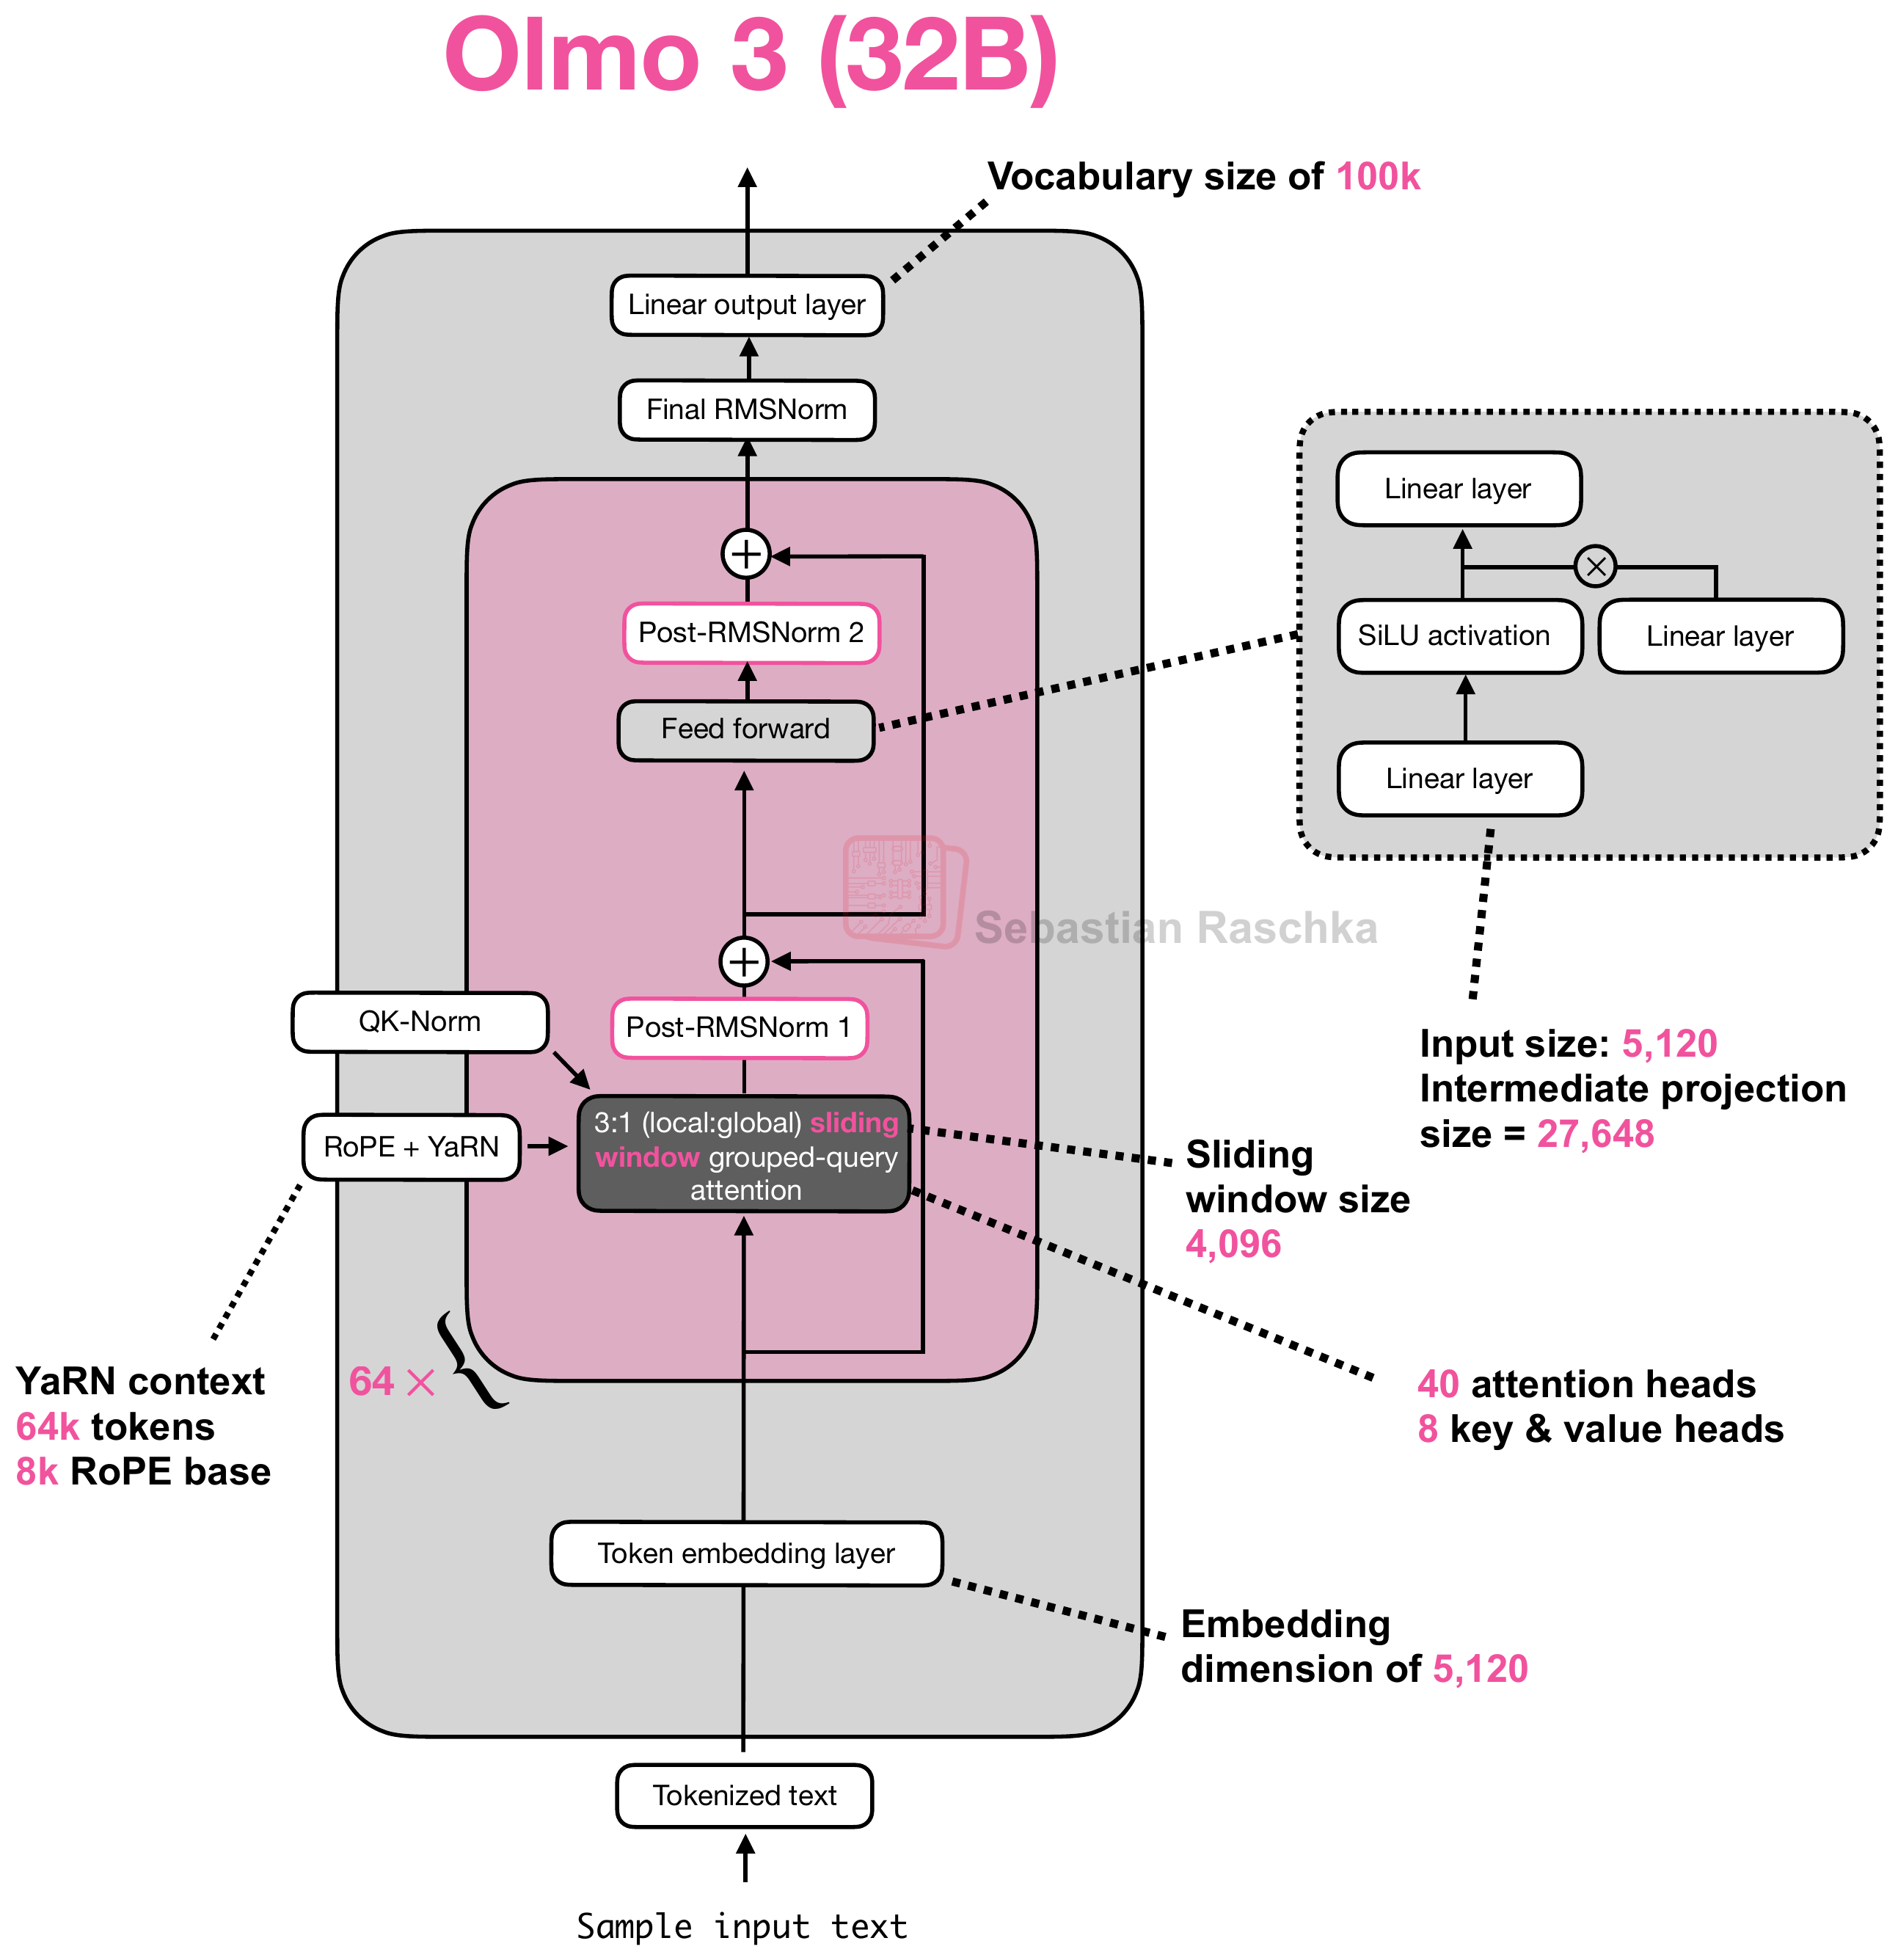 Olmo 3 (32B)
Vocabulary size of 100k
Linear output layer
Final RMSNorm
Post-RMSNorm 2
Feed forward
Linear layer
SiLU activation
Linear layer
Linear layer
Sebastian Raschka
Input size: 5,120
Intermediate projection
size = 27,648
QK-Norm
Post-RMSNorm 1
RoPE + YaRN
3:1 (local:global) sliding
window grouped-query
attention
Sliding
window size
4,096
YaRN context
64k tokens
8k RoPE base
64 ×
40 attention heads
8 key & value heads
Token embedding layer
Embedding
dimension of 5,120
Tokenized text
Sample input text